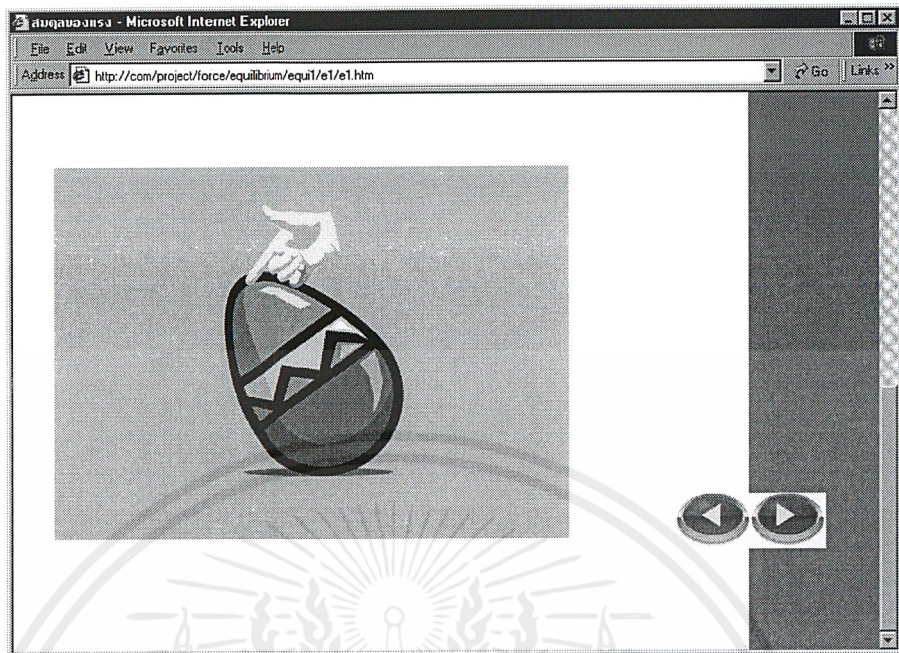 สมดุลของแรง - Microsoft Internet Explorer
File Edit View Favorites Tools Help
Address http://com/project/force/equilibrium/equi1/e1/e1.htm Go Links »